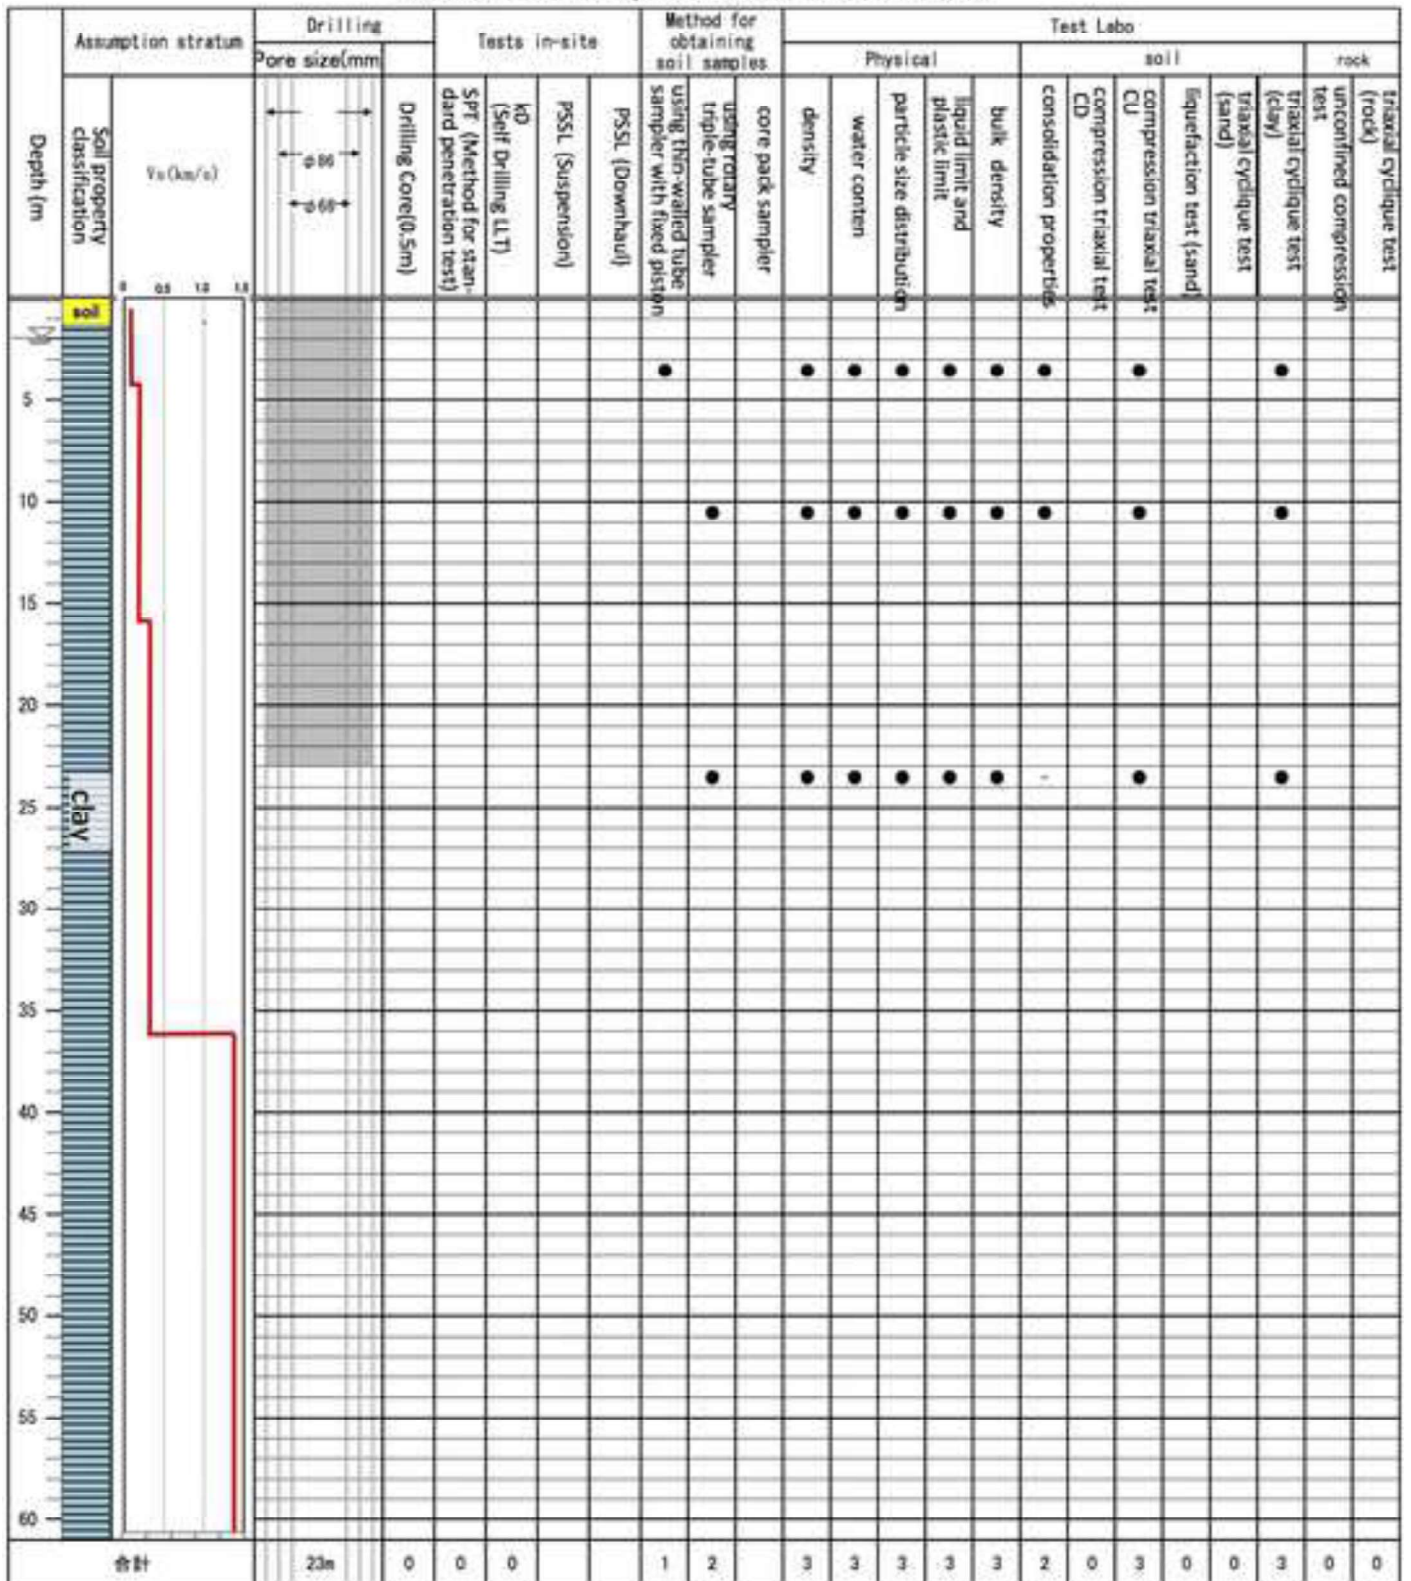 Assumption stratum
Drilling
Pore size(mm
Tests in-site
Method for
obtaining
soil samples
Test Labo
Physical
soil
rock
Depth (m
Soil property
classification
Vs(km/s)
0 0.5 1.0 1.5
φ86
φ66
Drilling Core(0.5m)
SPT (Method for stan-
dard penetration test)
kD
(Self Drilling LLT)
PSSL (Suspension)
PSSL (Downhaul)
using thin-walled tube
sampler with fixed piston
using rotary
triple-tube sampler
core pack sampler
density
water conten
particle size distribution
liquid limit and
plastic limit
bulk density
consolidation properties
compression triaxial test
CD
compression triaxial test
CU
liquefaction test (sand)
triaxial cyclique test
(sand)
triaxial cyclique test
(clay)
unconfined compression
test
triaxial cyclique test
(rock)
soil
5
10
15
20
25
clay
30
35
40
45
50
55
60
合計 23m 0 0 0 1 2 3 3 3 3 3 2 0 3 0 0 3 0 0